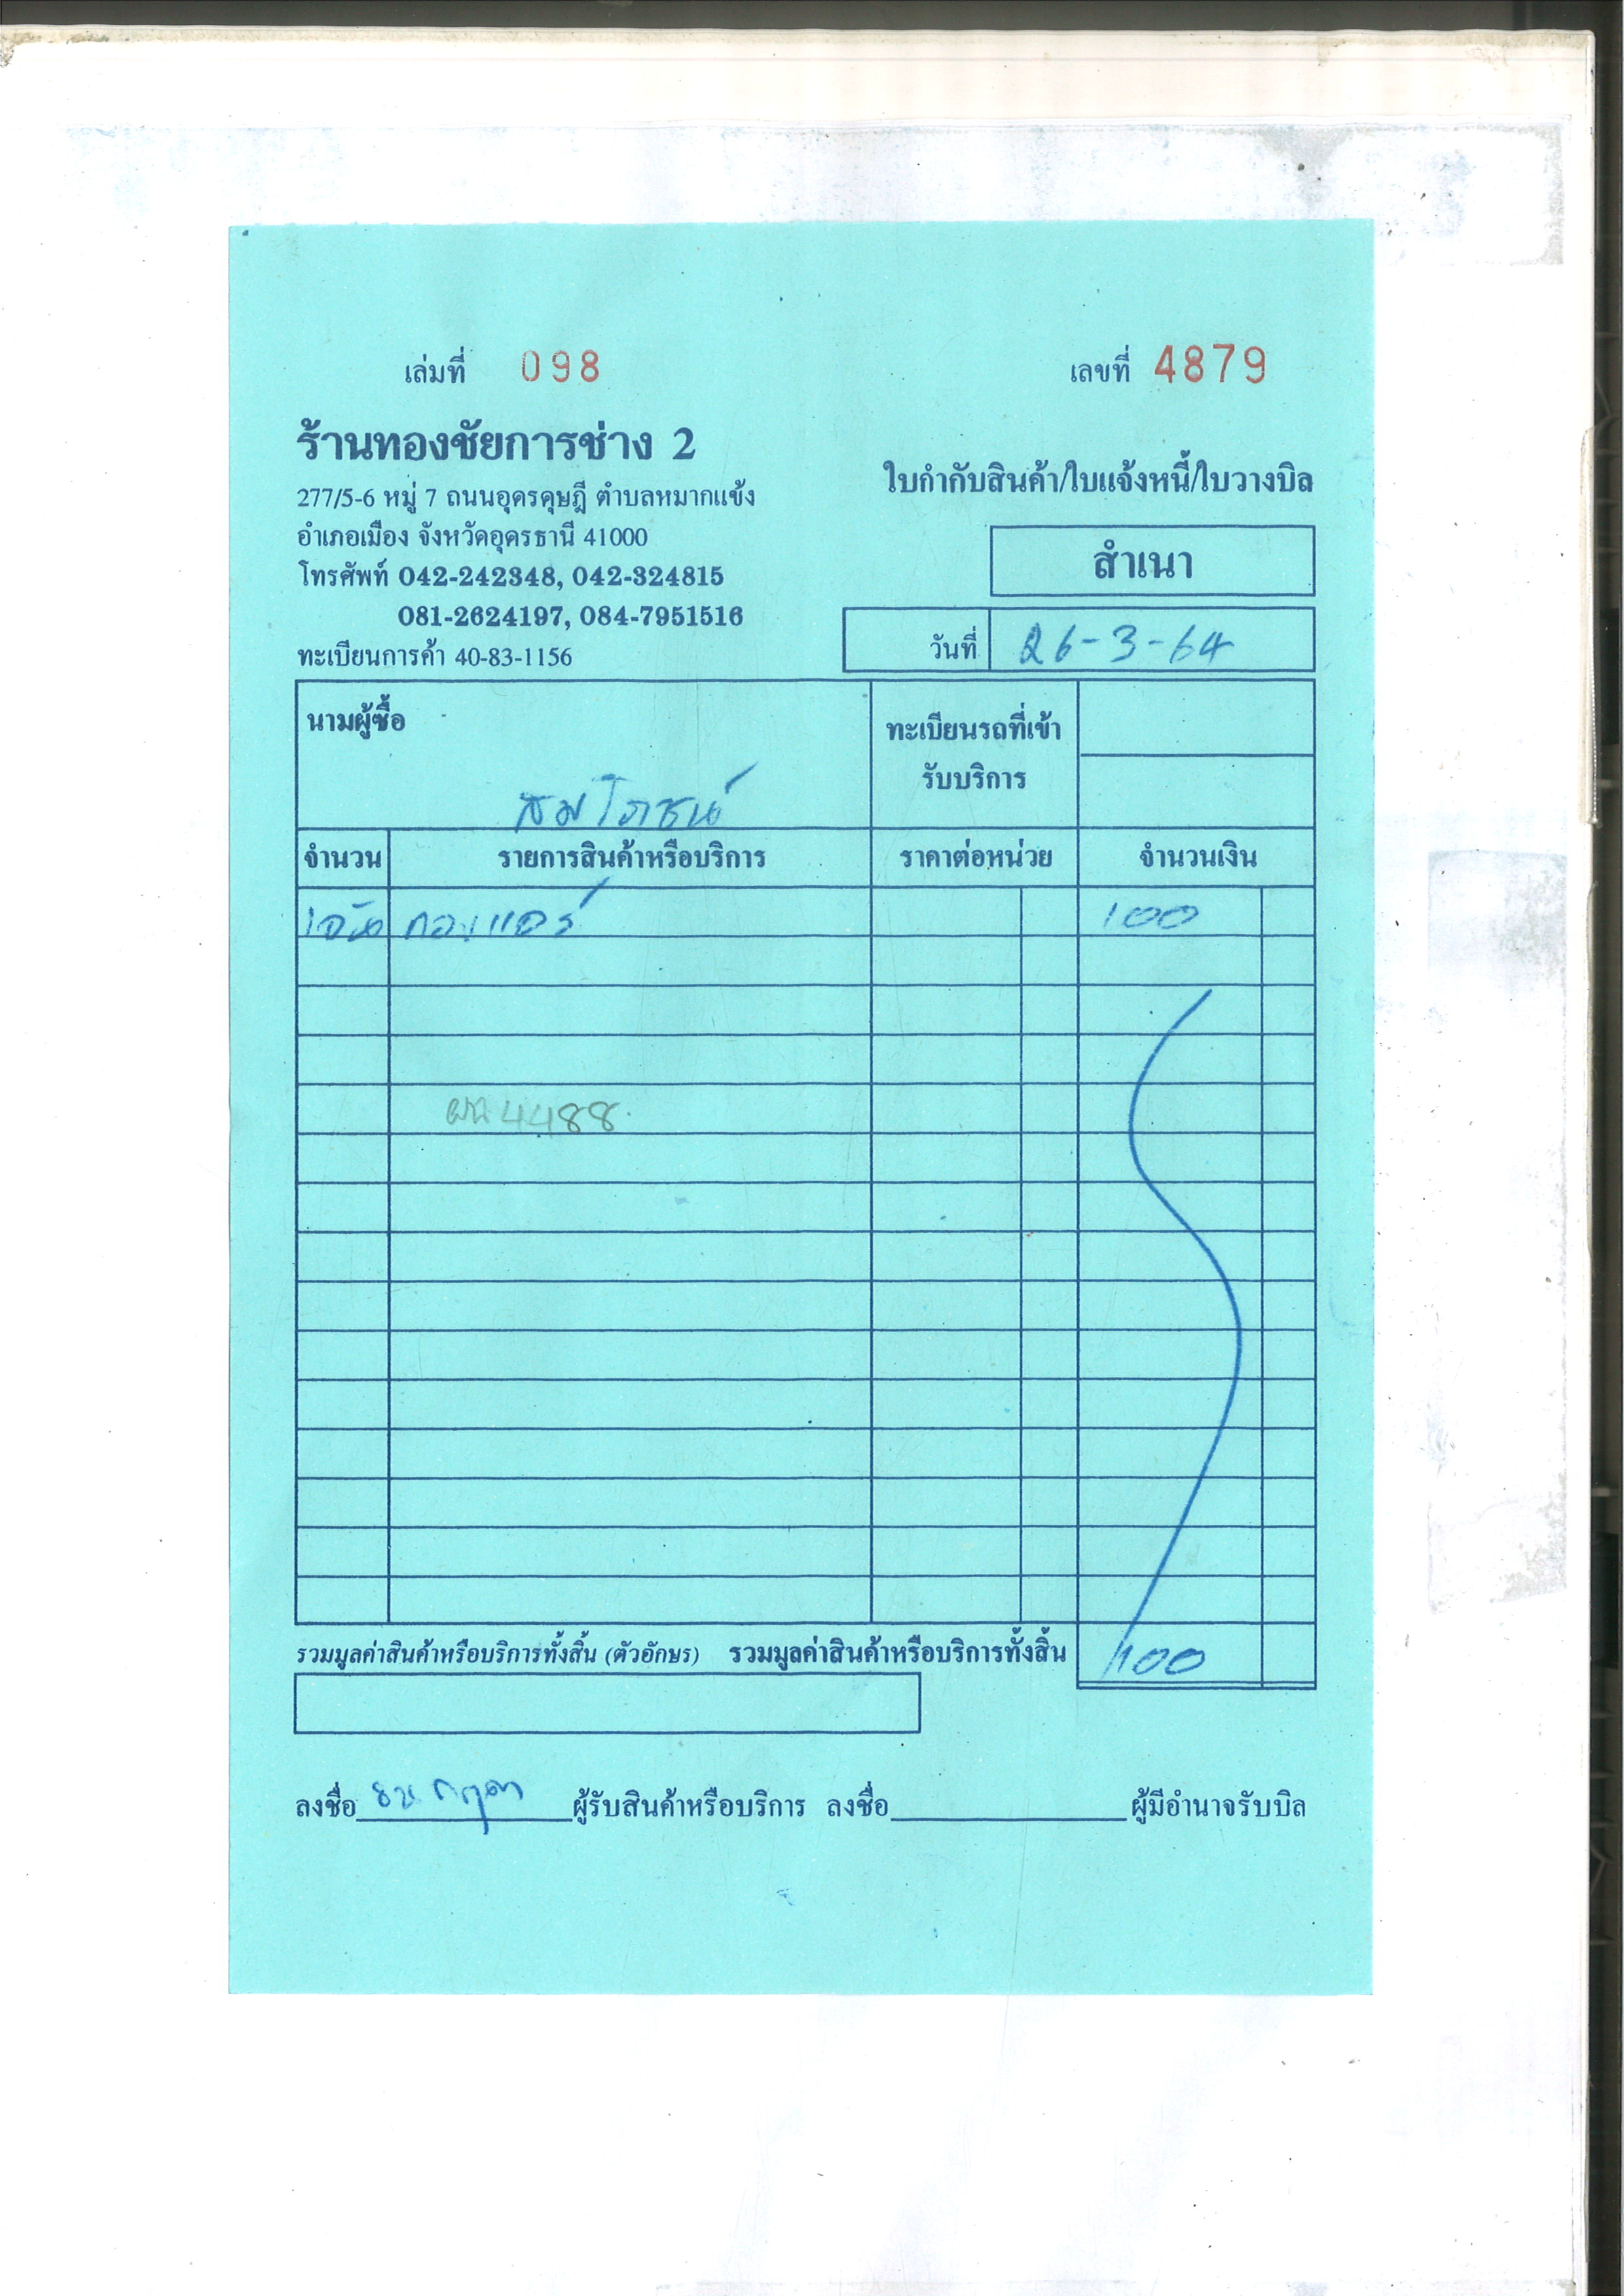 เล่มที่ 098 เลขที่ 4879
ร้านทองชัยการช่าง 2
ใบกำกับสินค้า/ใบแจ้งหนี้/ใบวางบิล
277/5-6 หมู่ 7 ถนนอุดรดุษฎี ตำบลหมากแข้ง
อำเภอเมือง จังหวัดอุดรธานี 41000
สำเนา
โทรศัพท์ 042-242348, 042-324815
081-2624197, 084-7951516
วันที่ 26-3-64
ทะเบียนการค้า 40-83-1156
นามผู้ซื้อ ทะเบียนรถที่เข้า
รับบริการ
สมโภชน์
จำนวน รายการสินค้าหรือบริการ ราคาต่อหน่วย จำนวนเงิน
กองแอร์ 100
4488
รวมมูลค่าสินค้าหรือบริการทั้งสิ้น (ตัวอักษร) รวมมูลค่าสินค้าหรือบริการทั้งสิ้น 100
ลงชื่อ ผู้รับสินค้าหรือบริการ ลงชื่อ ผู้มีอำนาจรับบิล